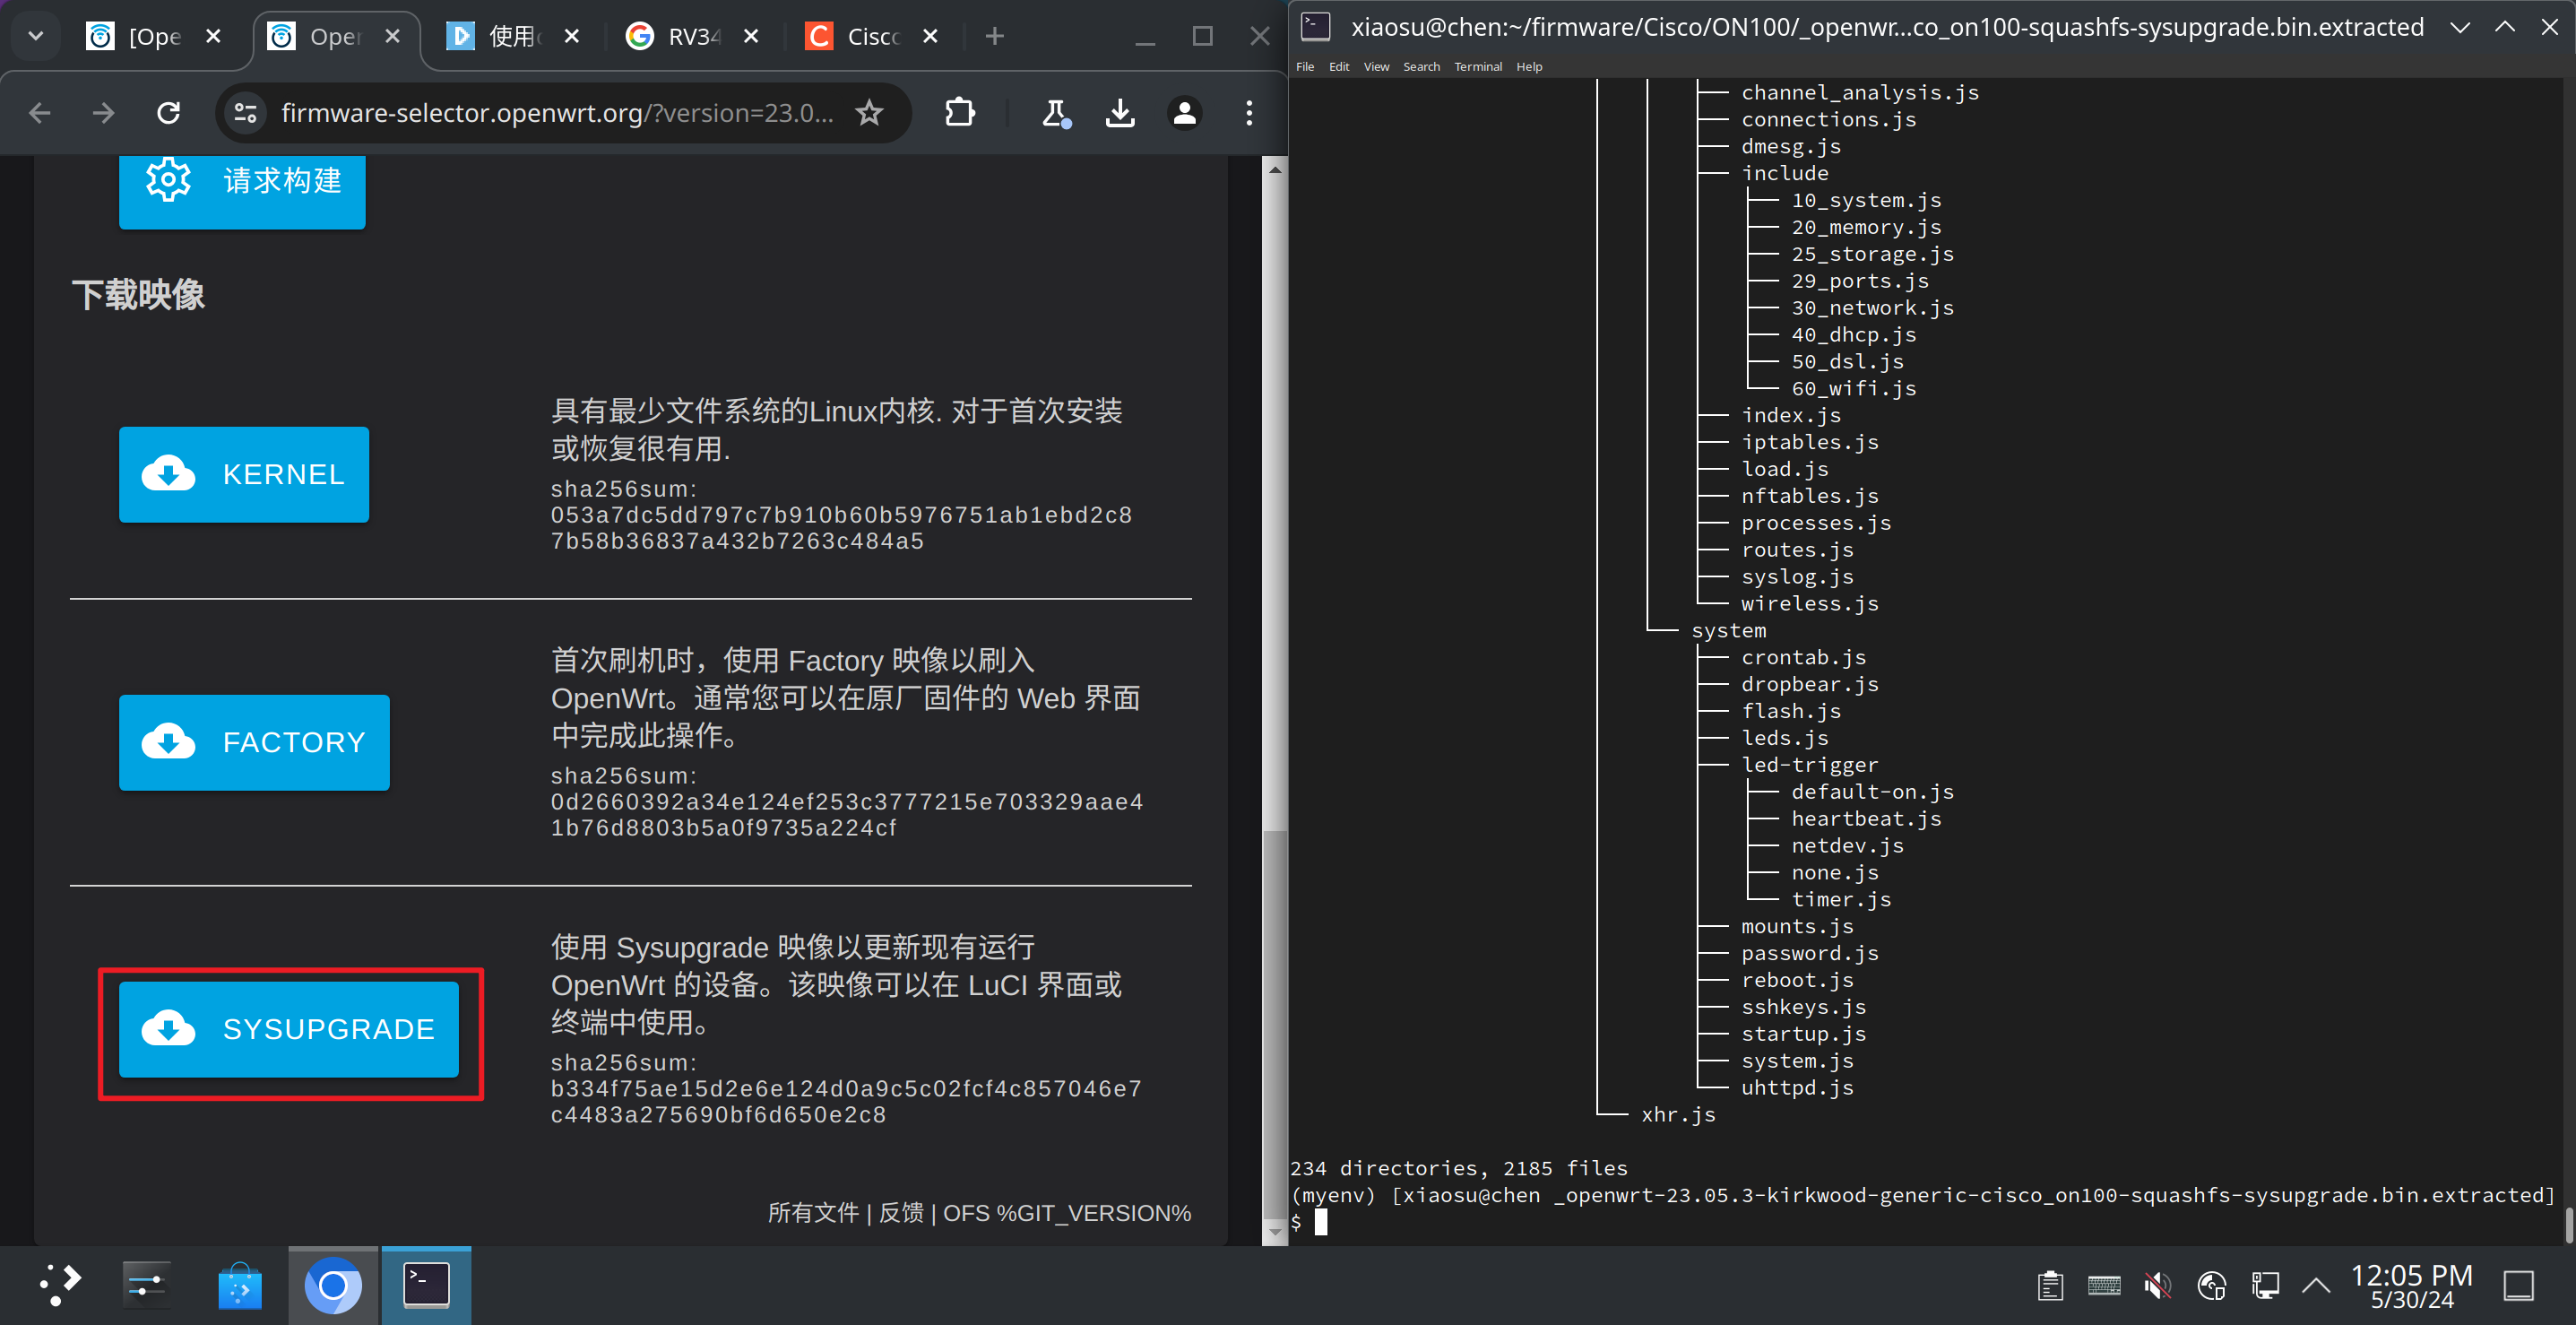 [Ope
Oper
使用
RV34
Cisco
firmware-selector.openwrt.org/?version=23.0...
请求构建
下载映像
KERNEL
具有最少文件系统的Linux内核. 对于首次安装
或恢复很有用.
sha256sum:
053a7dc5dd797c7b910b60b5976751ab1ebd2c8
7b58b36837a432b7263c484a5
FACTORY
首次刷机时，使用 Factory 映像以刷入
OpenWrt。通常您可以在原厂固件的 Web 界面
中完成此操作。
sha256sum:
0d2660392a34e124ef253c3777215e703329aae4
1b76d8803b5a0f9735a224cf
SYSUPGRADE
使用 Sysupgrade 映像以更新现有运行
OpenWrt 的设备。该映像可以在 LuCI 界面或
终端中使用。
sha256sum:
b334f75ae15d2e6e124d0a9c5c02fcf4c857046e7
c4483a275690bf6d650e2c8
所有文件 | 反馈 | OFS %GIT_VERSION%
xiaosu@chen:~/firmware/Cisco/ON100/_openwr...co_on100-squashfs-sysupgrade.bin.extracted
File Edit View Search Terminal Help
channel_analysis.js
connections.js
dmesg.js
include
10_system.js
20_memory.js
25_storage.js
29_ports.js
30_network.js
40_dhcp.js
50_dsl.js
60_wifi.js
index.js
iptables.js
load.js
nftables.js
processes.js
routes.js
syslog.js
wireless.js
system
crontab.js
dropbear.js
flash.js
leds.js
led-trigger
default-on.js
heartbeat.js
netdev.js
none.js
timer.js
mounts.js
password.js
reboot.js
sshkeys.js
startup.js
system.js
uhttpd.js
xhr.js
234 directories, 2185 files
(myenv) [xiaosu@chen _openwrt-23.05.3-kirkwood-generic-cisco_on100-squashfs-sysupgrade.bin.extracted]
$
12:05 PM
5/30/24